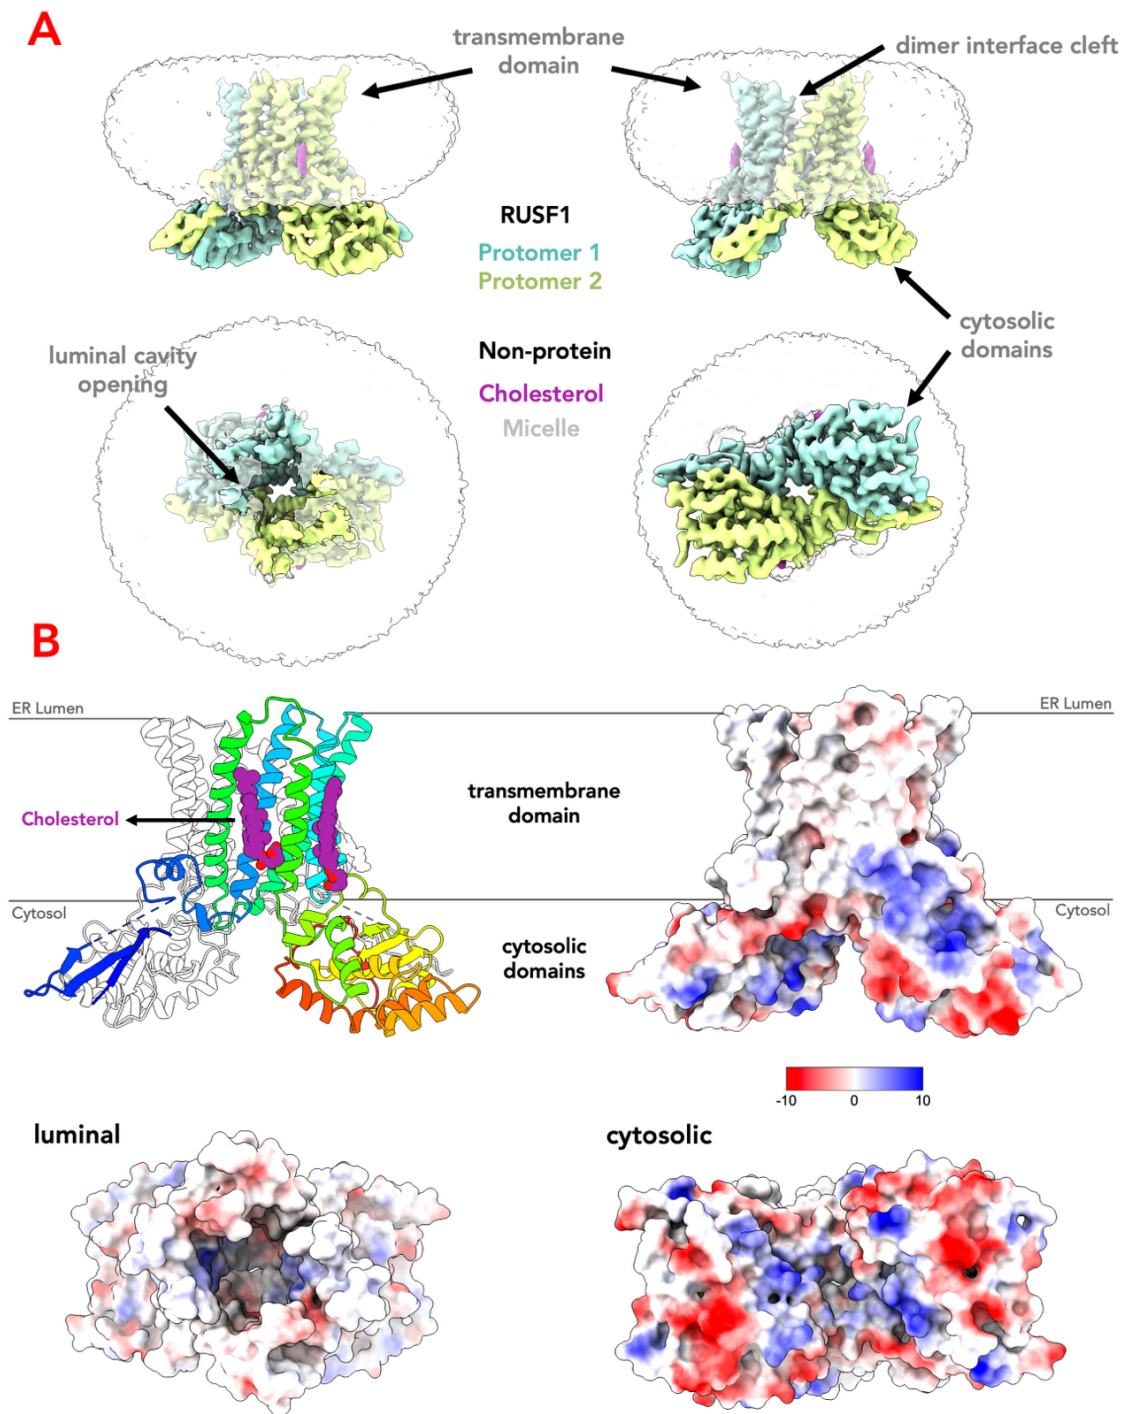 A
transmembrane
domain
dimer interface cleft
RUSF1
Protomer 1
Protomer 2
cytosolic
domains
luminal cavity
opening
Non-protein
Cholesterol
Micelle
B
ER Lumen
ER Lumen
transmembrane
domain
Cholesterol
Cytosol
Cytosol
cytosolic
domains
-10 0 10
luminal
cytosolic